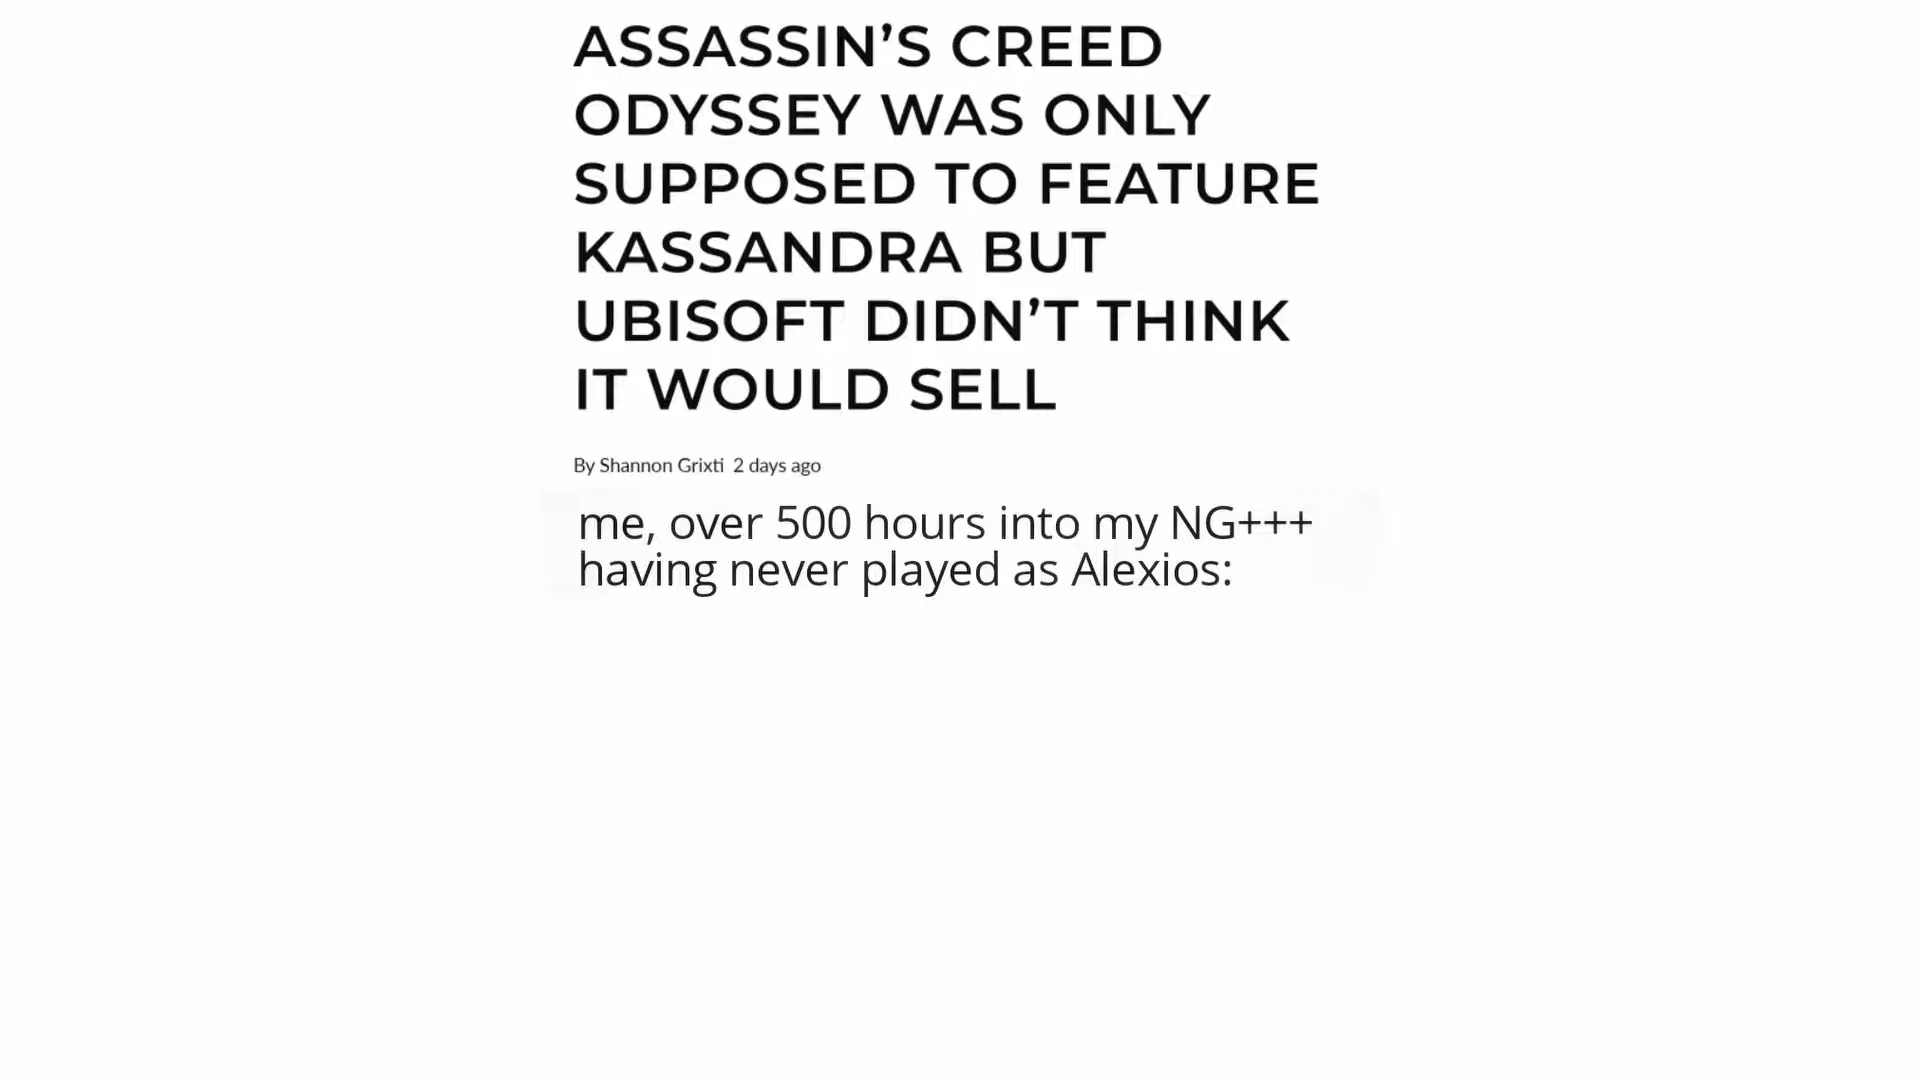 ASSASSIN’S CREED
ODYSSEY WAS ONLY
SUPPOSED TO FEATURE
KASSANDRA BUT
UBISOFT DIDN’T THINK
IT WOULD SELL
By Shannon Grixti 2 days ago
me, over 500 hours into my NG+++
having never played as Alexios: